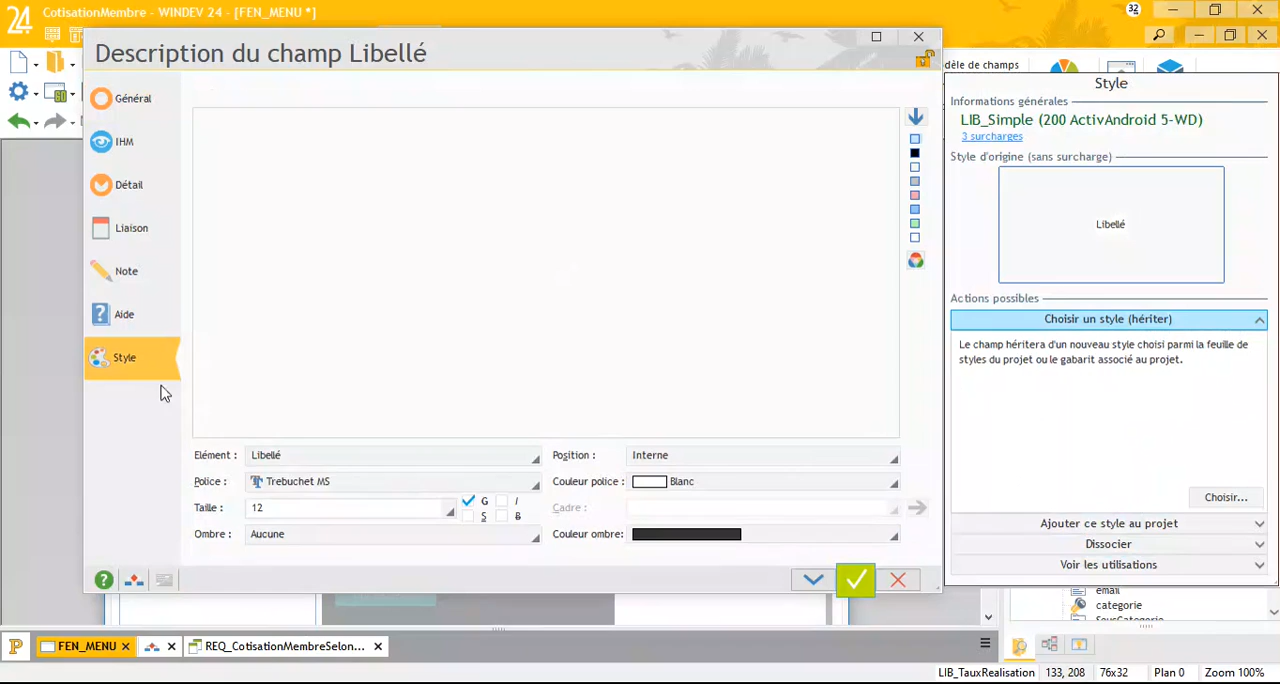 24 CotisationMembre - WINDEV 24 - [FEN_MENU *]
32
Description du champ Libellé
dèle de champs
Général
IHM
Détail
Liaison
Note
Aide
Style
Elément : Libellé
Position : Interne
Police : Trebuchet MS
Couleur police : Blanc
Taille : 12
G I
S B
Cadre :
Ombre : Aucune
Couleur ombre:
Style
Informations générales
LIB_Simple (200 ActivAndroid 5-WD)
3 surcharges
Style d'origine (sans surcharge)
Libellé
Actions possibles
Choisir un style (hériter)
Le champ héritera d'un nouveau style choisi parmi la feuille de
styles du projet ou le gabarit associé au projet.
Choisir...
Ajouter ce style au projet
Dissocier
Voir les utilisations
email
categorie
FEN_MENU
REQ_CotisationMembreSelon...
LIB_TauxRealisation 133, 208 76x32 Plan 0 Zoom 100%